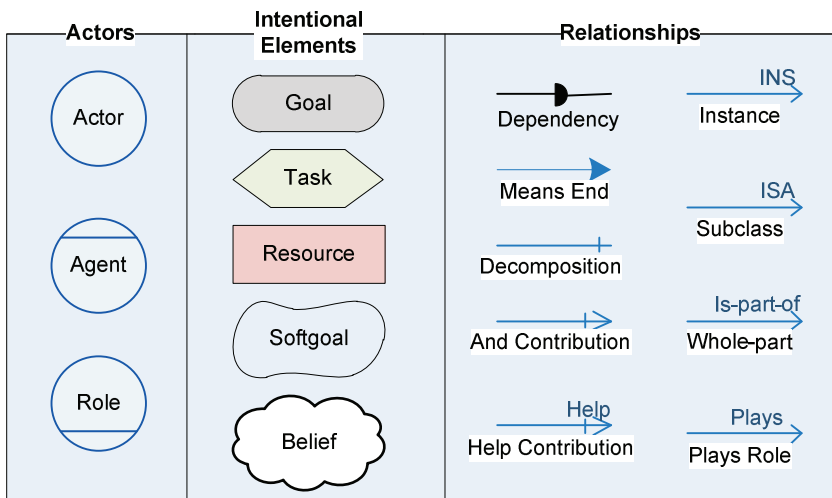 Actors
Intentional
Elements
Relationships
Actor
Agent
Role
Goal
Task
Resource
Softgoal
Belief
Dependency
Means End
Decomposition
And Contribution
Help
Help Contribution
INS
Instance
ISA
Subclass
Is-part-of
Whole-part
Plays
Plays Role